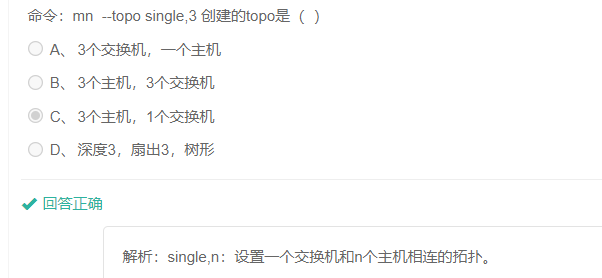 命令：mn  --topo single,3 创建的topo是（  ）
A、 3个交换机，一个主机
B、 3个主机，3个交换机
C、 3个主机，1个交换机
D、 深度3，扇出3，树形
回答正确
解析：single,n：设置一个交换机和n个主机相连的拓扑。